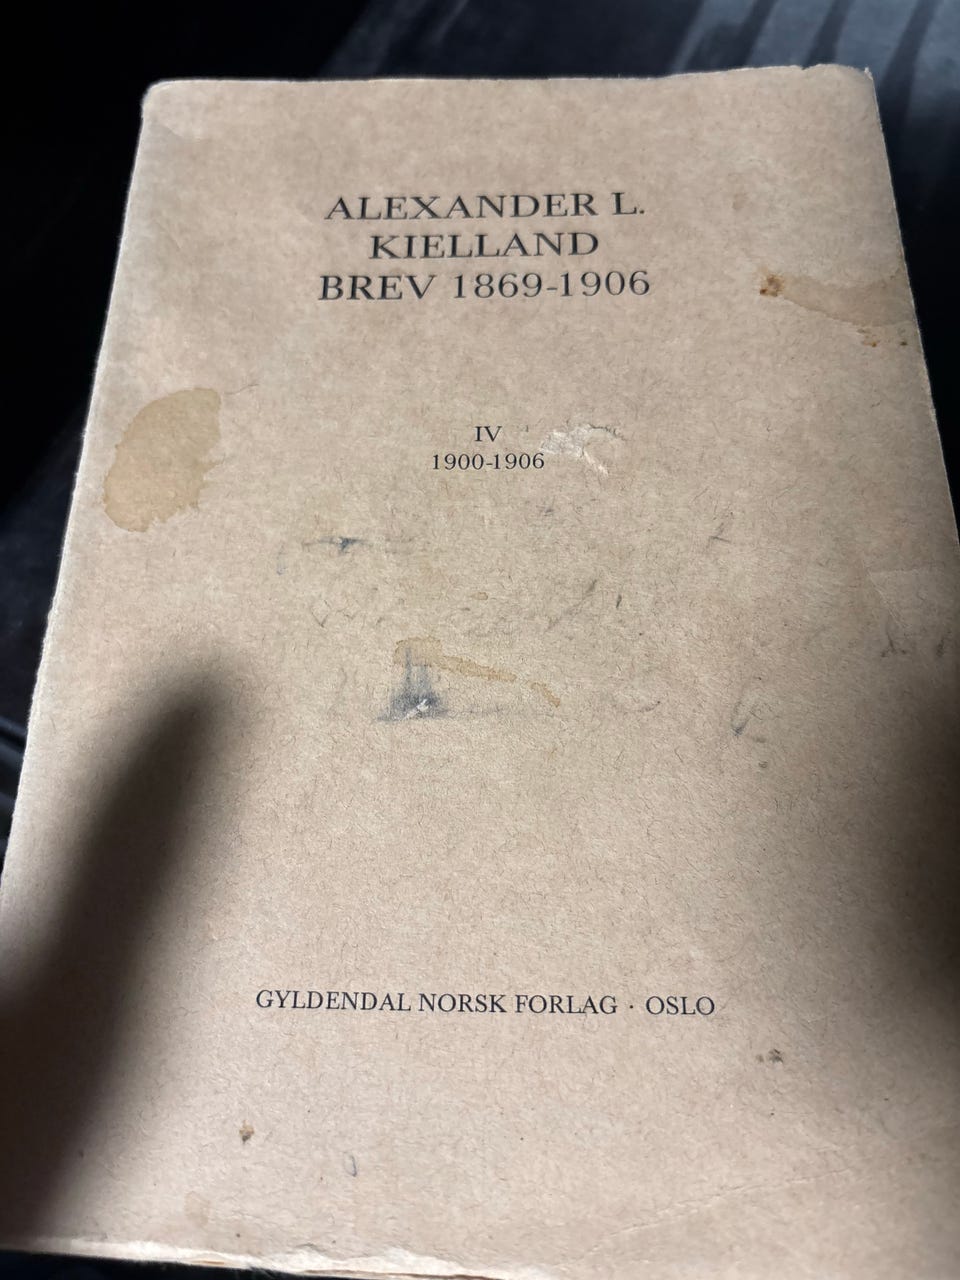 ALEXANDER L.
KIELLAND
BREV 1869-1906
IV
1900-1906
GYLDENDAL NORSK FORLAG · OSLO